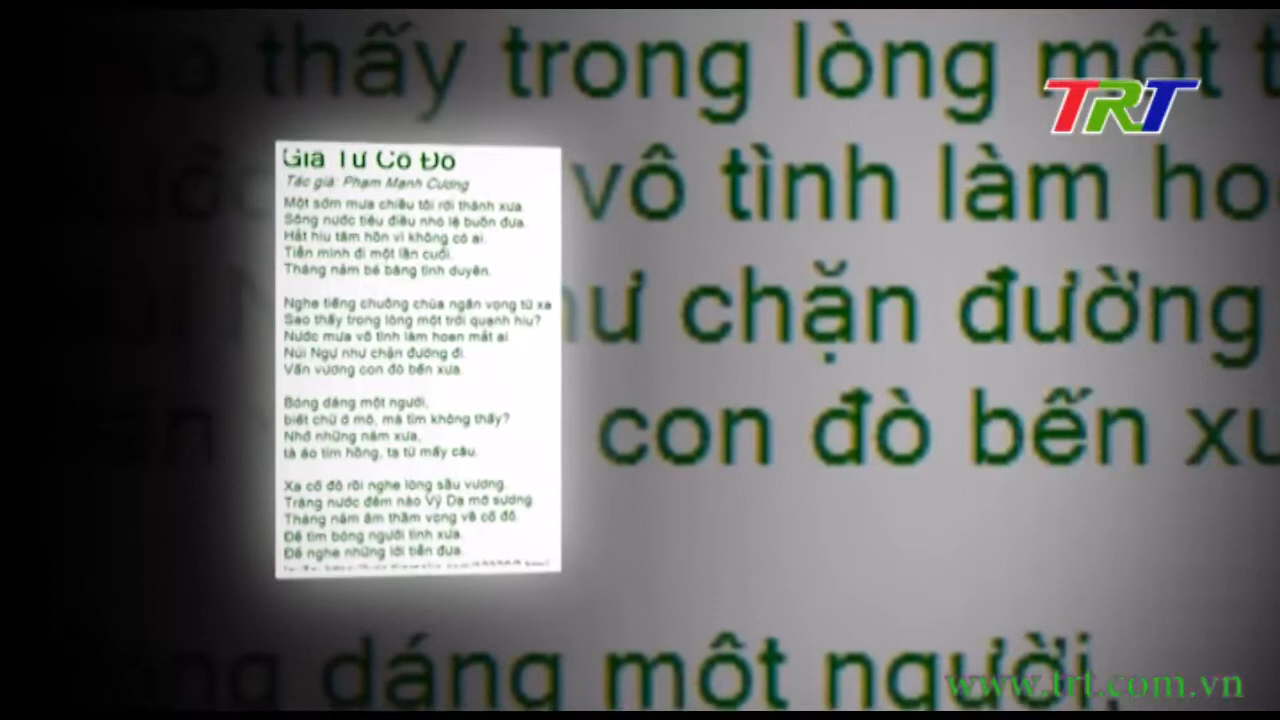 thấy trong lòng một t
TRT
vô tình làm hoe
ư chặn đường
con đò bến xư
dáng một người,
www.trt.com.vn
Giã Từ Cố Đô
Tác giả: Phạm Mạnh Cương
Một sớm mưa chiều tôi rời thành xưa.
Sông nước tiêu điều nhỏ lệ buồn đưa.
Hắt hiu tâm hồn vì không có ai.
Tiễn mình đi một lần cuối.
Tháng năm bẽ bàng tình duyên.
Nghe tiếng chuông chùa ngân vọng từ xa
Sao thấy trong lòng một trời quạnh hiu?
Nước mưa vô tình làm hoen mắt ai
Núi Ngự như chặn đường đi.
Vấn vương con đò bến xưa.
Bóng dáng một người,
biết chừ ở mô, mà tìm không thấy?
Nhớ những năm xưa,
tà áo tím hồng, tạ từ mấy câu.
Xa cố đô rồi nghe lòng sầu vương.
Trăng nước đêm nào Vỹ Dạ mờ sương.
Tháng năm âm thầm vọng về cố đô.
Để tìm bóng người tình xưa.
Để nghe những lời tiễn đưa.